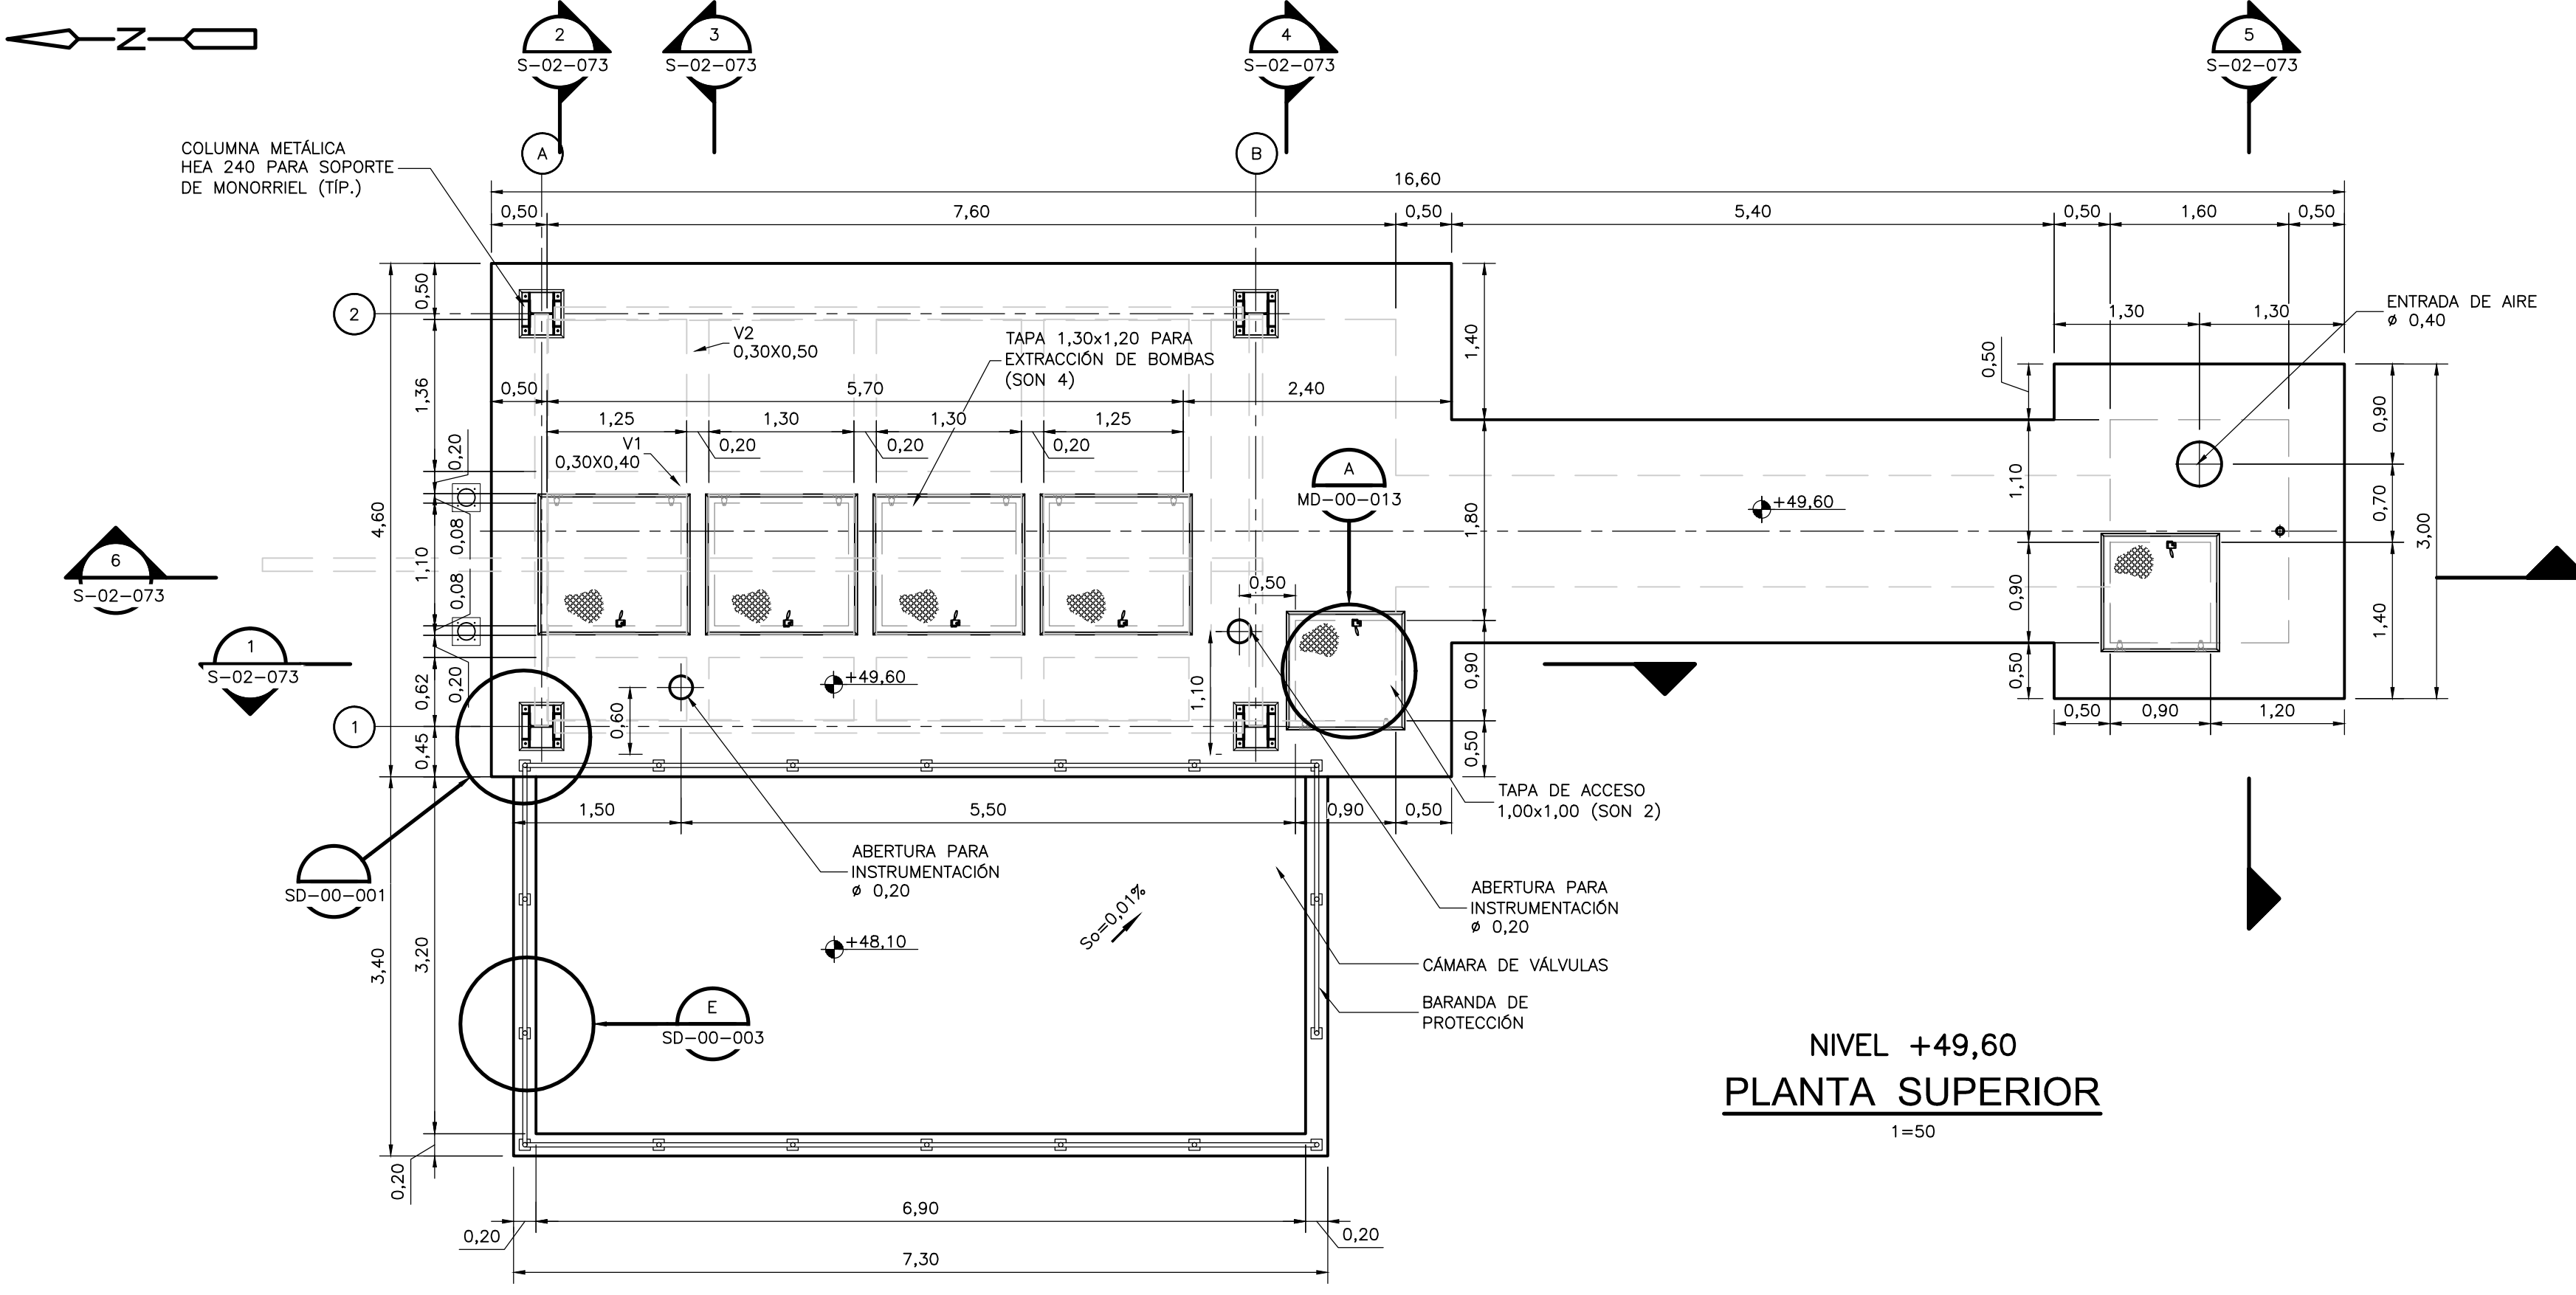 N
2
S-02-073
3
S-02-073
4
S-02-073
5
S-02-073
COLUMNA METÁLICA
HEA 240 PARA SOPORTE
DE MONORRIEL (TÍP.)
A
B
16,60
0,50
7,60
0,50
5,40
0,50
1,60
0,50
2
0,50
1,36
0,20
4,60
1,10
0,08
0,08
0,62
0,20
0,45
V2
0,30X0,50
TAPA 1,30x1,20 PARA
EXTRACCIÓN DE BOMBAS
(SON 4)
0,50
5,70
2,40
1,25
1,30
1,30
1,25
V1
0,30X0,40
0,20
0,20
0,20
1,40
1,80
0,90
0,50
1,30
1,30
ENTRADA DE AIRE
ø 0,40
0,50
1,10
0,90
0,50
0,90
0,70
1,40
3,00
A
MD-00-013
+49,60
6
S-02-073
1
S-02-073
0,50
+49,60
0,60
1,10
1
0,50
0,90
1,20
1,50
5,50
0,90
0,50
TAPA DE ACCESO
1,00x1,00 (SON 2)
SD-00-001
ABERTURA PARA
INSTRUMENTACIÓN
ø 0,20
ABERTURA PARA
INSTRUMENTACIÓN
ø 0,20
So=0,01%
+48,10
3,40
3,20
0,20
CÁMARA DE VÁLVULAS
BARANDA DE
PROTECCIÓN
E
SD-00-003
NIVEL +49,60
PLANTA SUPERIOR
1=50
6,90
0,20
0,20
7,30